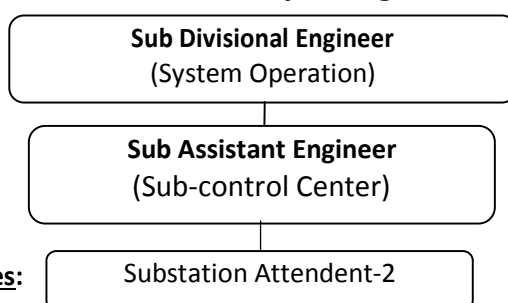 Sub Divisional Engineer
(System Operation)
Sub Assistant Engineer
(Sub-control Center)
Substation Attendent-2